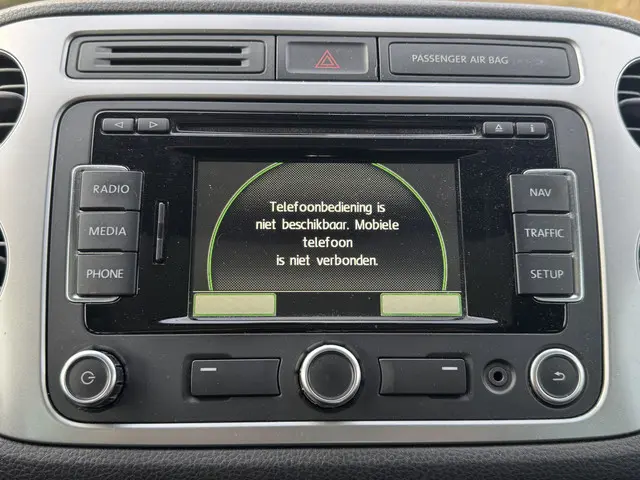 PASSENGER AIR BAG
RADIO
MEDIA
PHONE
Telefoonbediening is
niet beschikbaar. Mobiele
telefoon
is niet verbonden.
NAV
TRAFFIC
SETUP
i